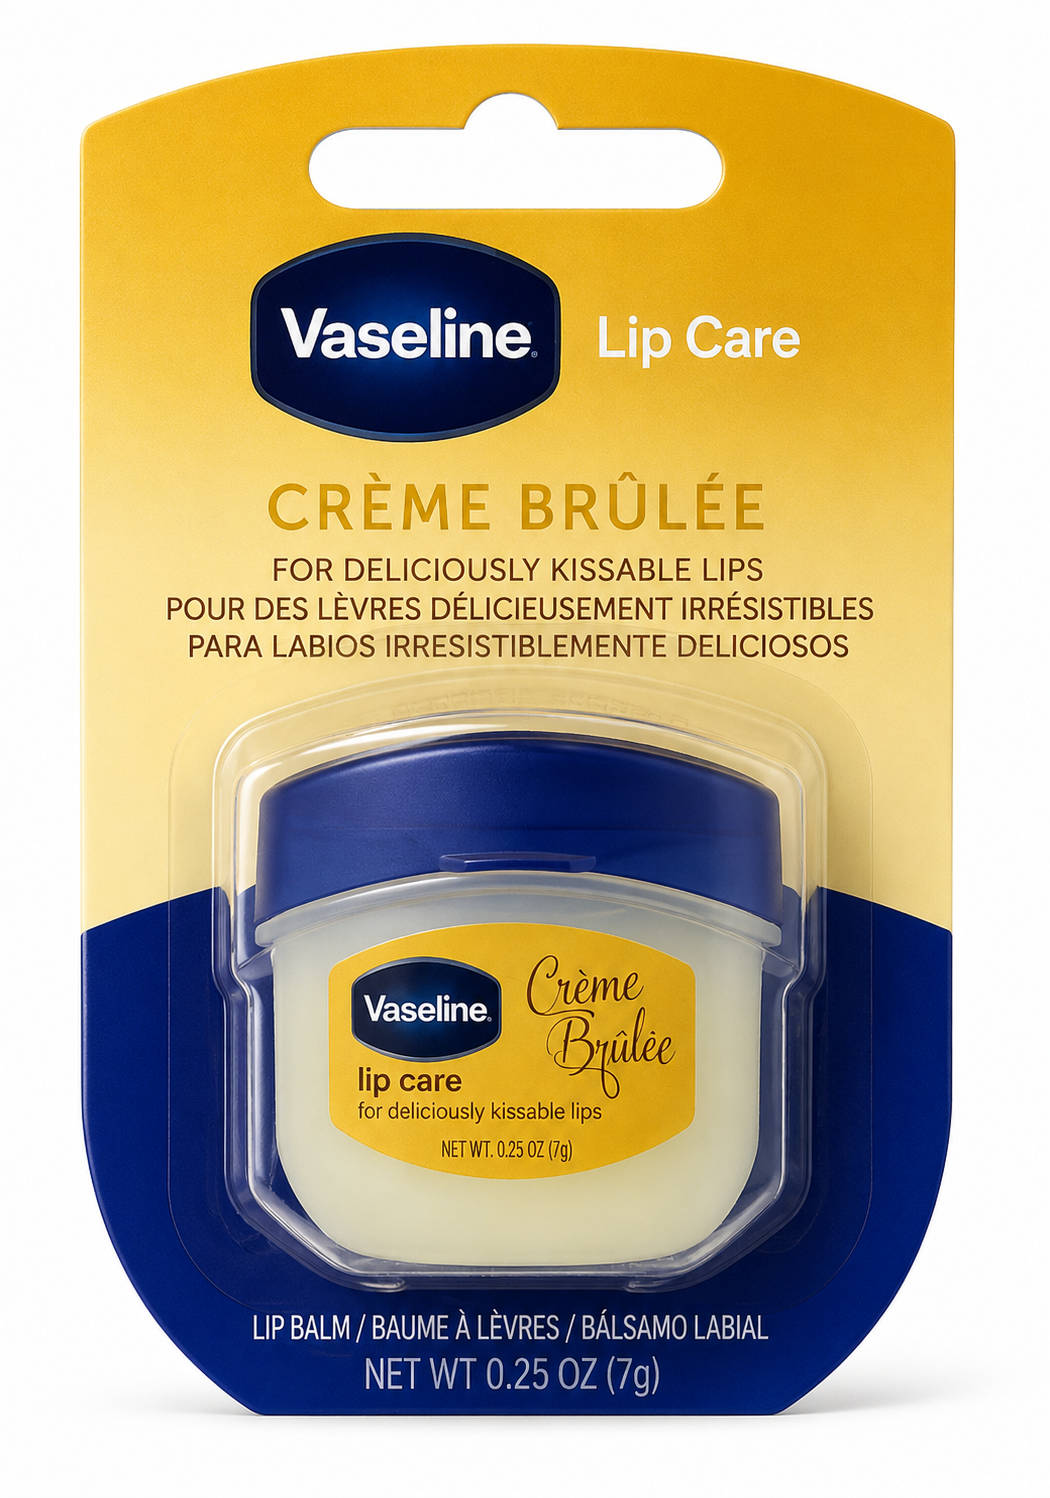 Vaseline®
Lip Care
CRÈME BRÛLÉE
FOR DELICIOUSLY KISSABLE LIPS
POUR DES LÈVRES DÉLICIEUSEMENT IRRÉSISTIBLES
PARA LABIOS IRRESISTIBLEMENTE DELICIOSOS
Vaseline®
Crème
Brûlée
lip care
for deliciously kissable lips
NET WT. 0.25 OZ (7g)
LIP BALM / BAUME À LÈVRES / BÁLSAMO LABIAL
NET WT 0.25 OZ (7g)